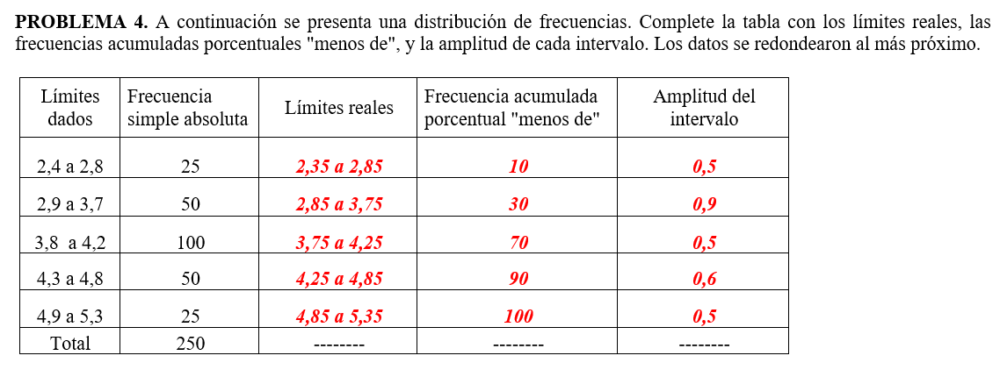 PROBLEMA 4. A continuación se presenta una distribución de frecuencias. Complete la tabla con los límites reales, las
frecuencias acumuladas porcentuales "menos de", y la amplitud de cada intervalo. Los datos se redondearon al más próximo.
Límites dados Frecuencia simple absoluta Límites reales Frecuencia acumulada porcentual "menos de" Amplitud del intervalo
2,4 a 2,8 25 2,35 a 2,85 10 0,5
2,9 a 3,7 50 2,85 a 3,75 30 0,9
3,8 a 4,2 100 3,75 a 4,25 70 0,5
4,3 a 4,8 50 4,25 a 4,85 90 0,6
4,9 a 5,3 25 4,85 a 5,35 100 0,5
Total 250 -------- -------- --------